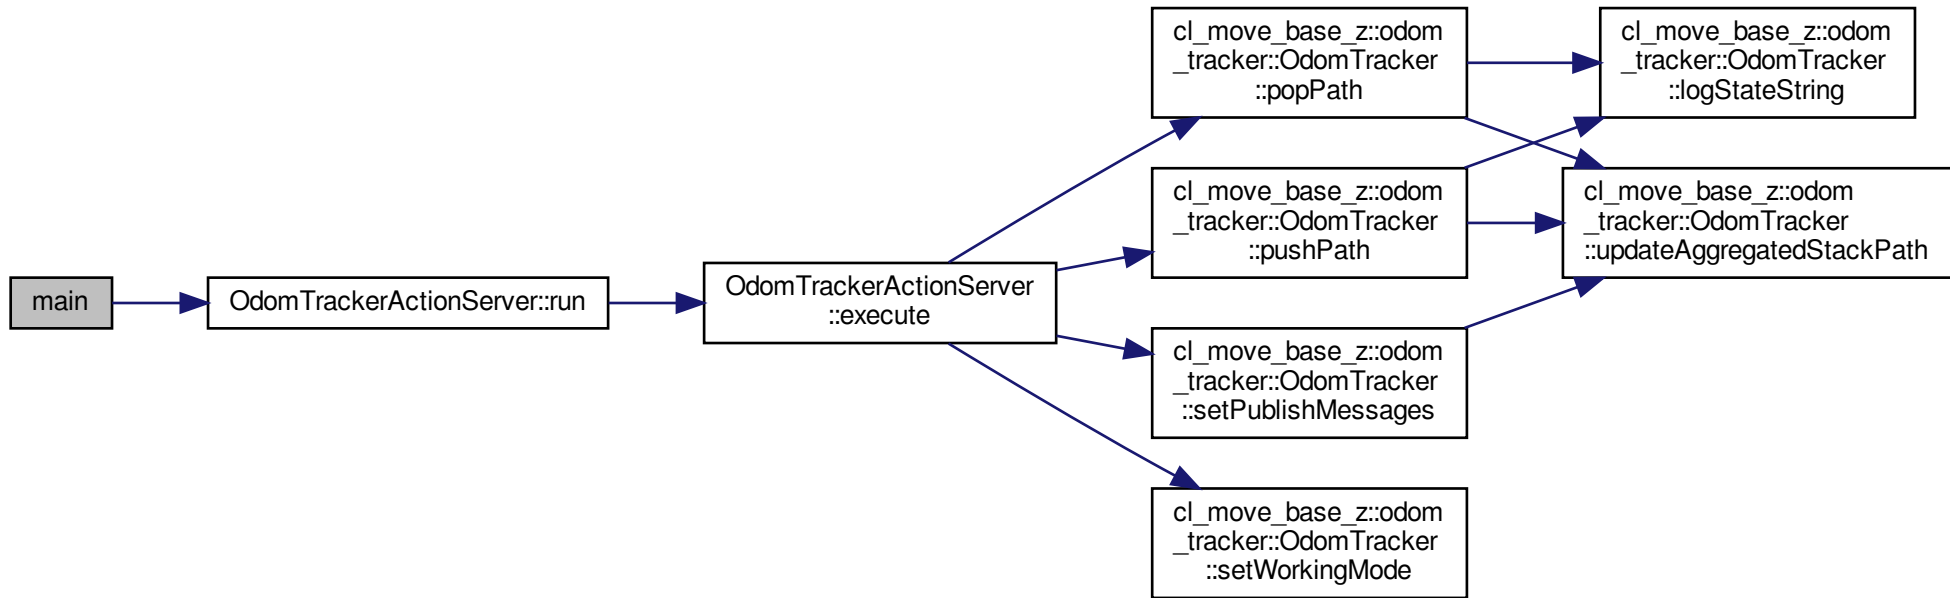 main
OdomTrackerActionServer::run
OdomTrackerActionServer
::execute
cl_move_base_z::odom
_tracker::OdomTracker
::popPath
cl_move_base_z::odom
_tracker::OdomTracker
::pushPath
cl_move_base_z::odom
_tracker::OdomTracker
::setPublishMessages
cl_move_base_z::odom
_tracker::OdomTracker
::setWorkingMode
cl_move_base_z::odom
_tracker::OdomTracker
::logStateString
cl_move_base_z::odom
_tracker::OdomTracker
::updateAggregatedStackPath